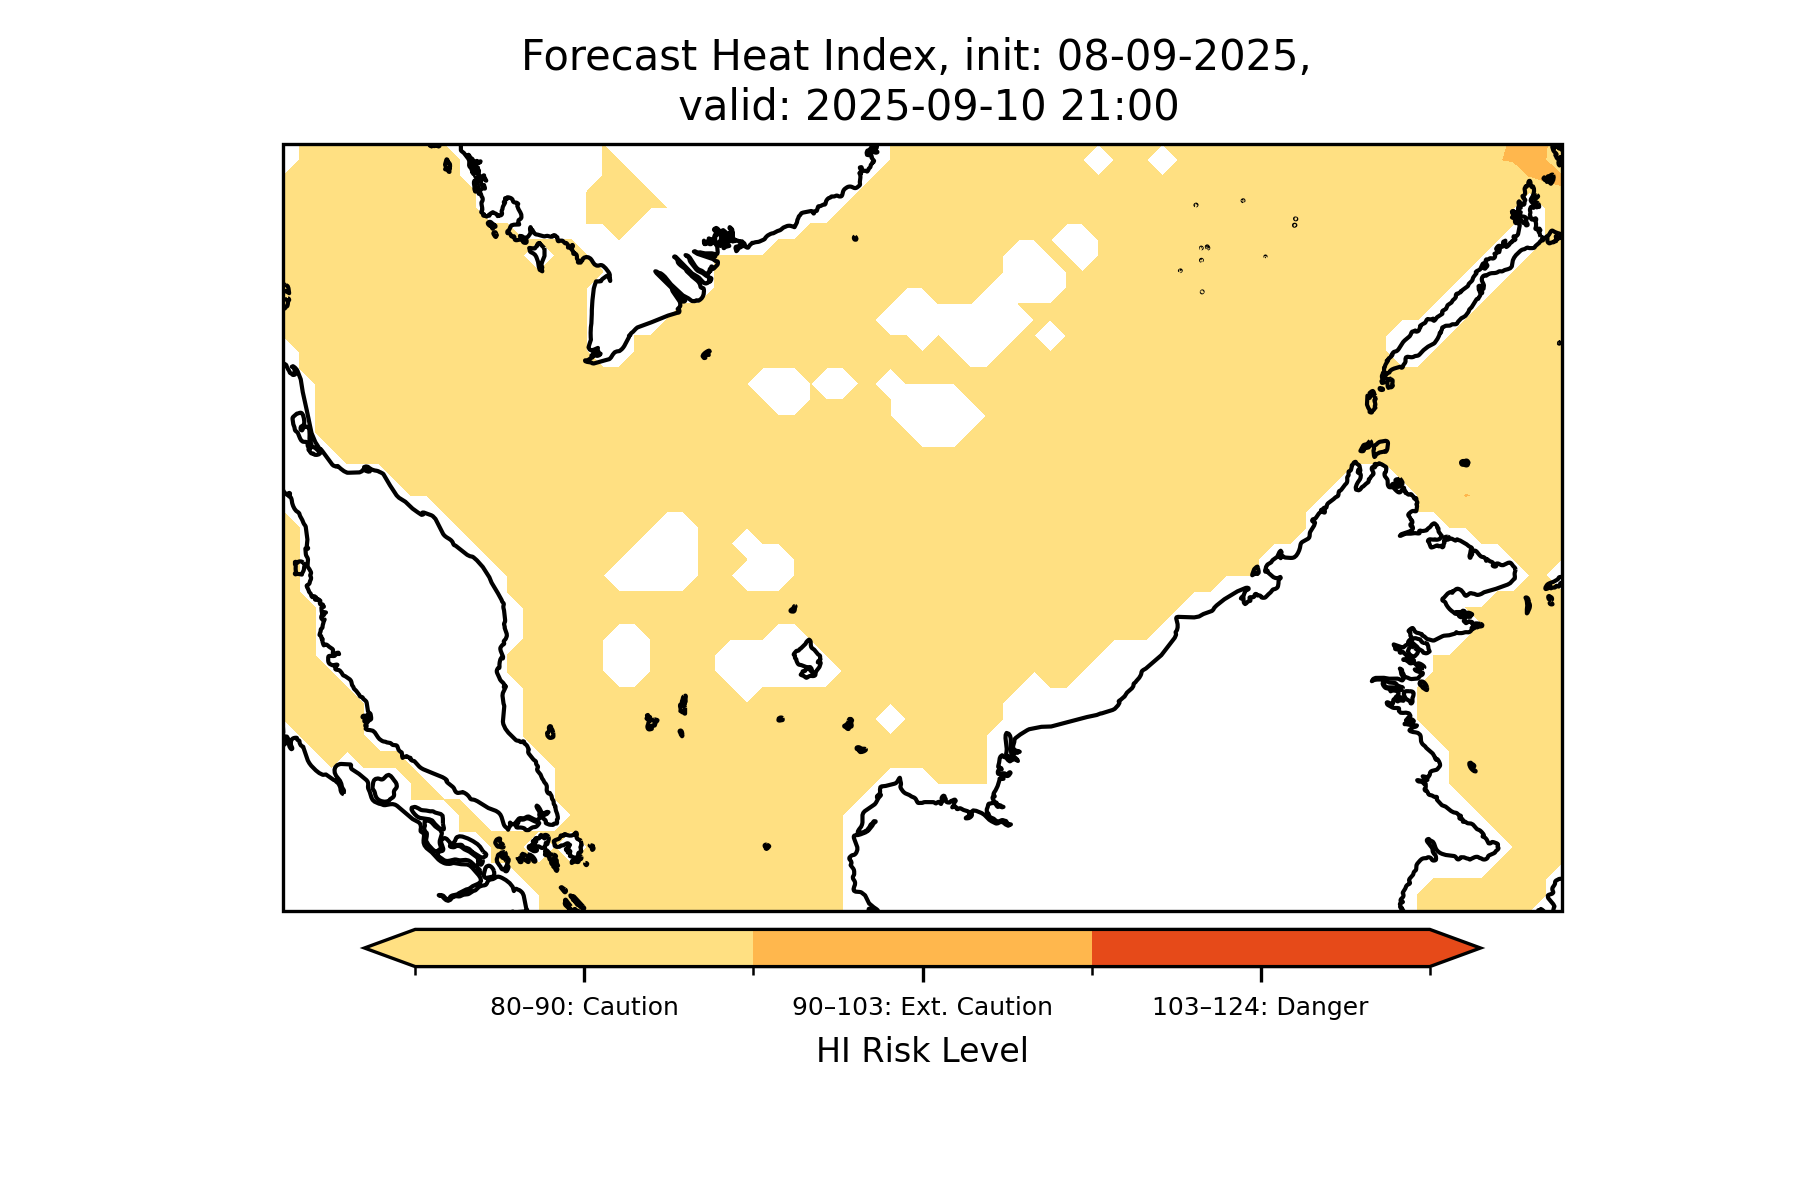 Forecast Heat Index, init: 08-09-2025,
valid: 2025-09-10 21:00
80–90: Caution
90–103: Ext. Caution
103–124: Danger
HI Risk Level